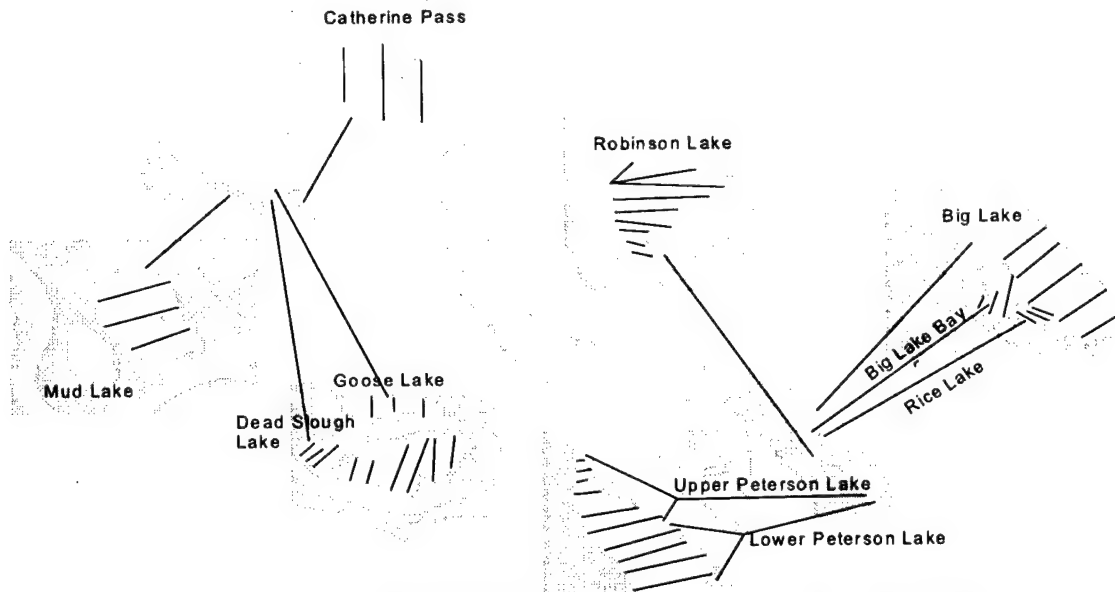 Catherine Pass
Robinson Lake
Big Lake
Big Lake Bay
Rice Lake
Mud Lake
Goose Lake
Dead Slough
Lake
Upper Peterson Lake
Lower Peterson Lake